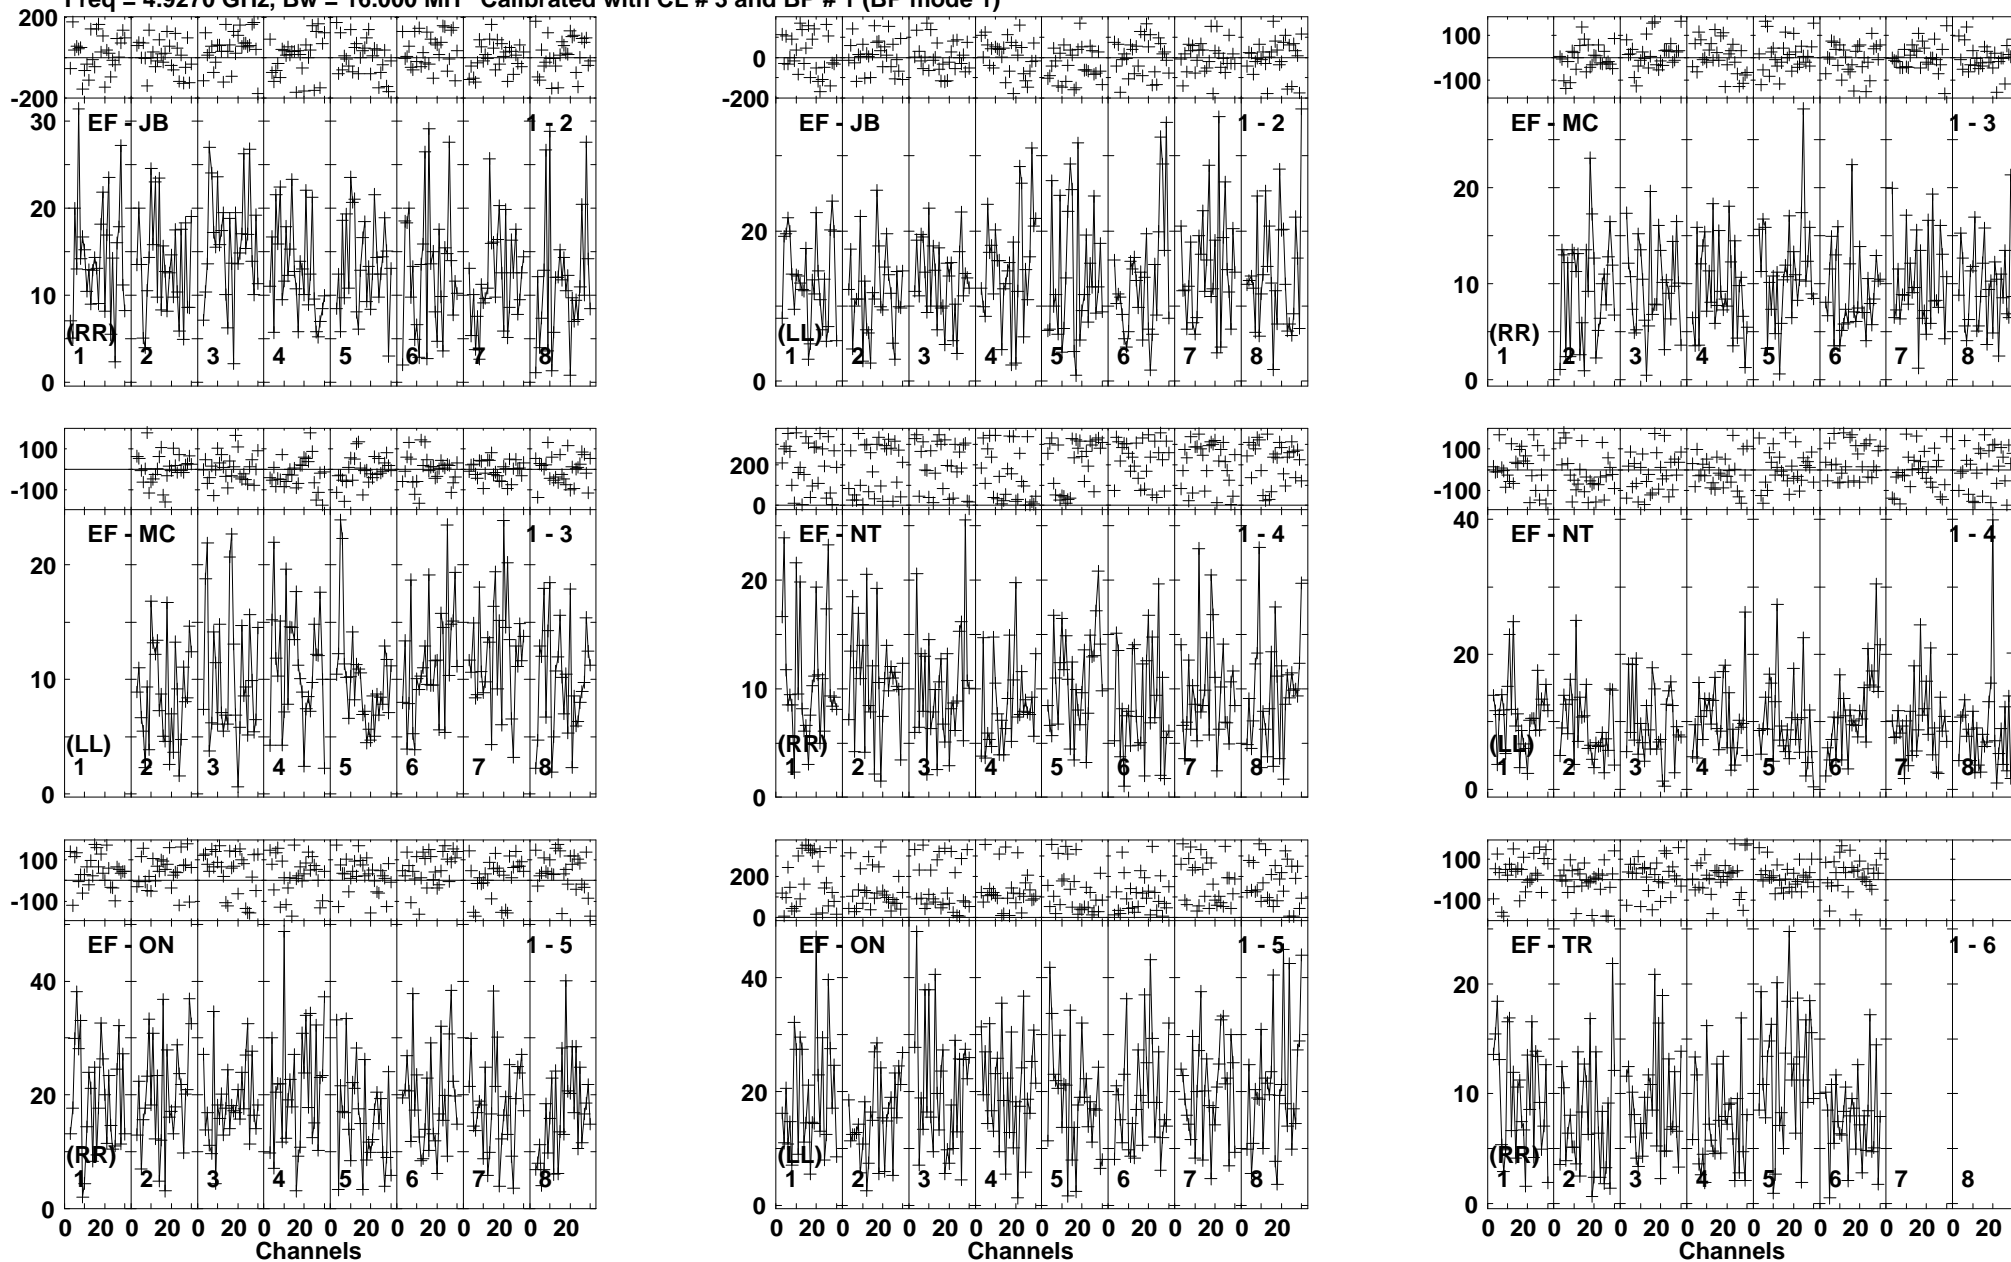 Freq = 4.9270 GHz, Bw = 16.000 MH Calibrated with CL # 3 and BP # 1 (BP mode 1)
200 200 100
0
-200 -200 -100
30 EF - JB 1 - 2 EF - JB 1 - 2 EF - MC 1 - 3
20 20 20
10 10
(RR) (LL) (RR)
1 2 3 4 5 6 7 8 1 2 3 4 5 6 7 8 1 2 3 4 5 6 7 8
0 0 0
100 200 100
-100 0 -100
EF - MC 1 - 3 EF - NT 1 - 4 40 EF - NT 1 - 4
20 20 20
10 10
(LL) (RR) (LL)
1 2 3 4 5 6 7 8 1 2 3 4 5 6 7 8 1 2 3 4 5 6 7 8
0 0 0
100 200 100
-100 0 -100
EF - ON 1 - 5 EF - ON 1 - 5 EF - TR 1 - 6
40 40 20
20 20 10
(RR) (LL) (RR)
1 2 3 4 5 6 7 8 1 2 3 4 5 6 7 8 1 2 3 4 5 6 7 8
0 0 0
0 20 0 20 0 20 0 20 0 20 0 20 0 20 0 20 0 20 0 20 0 20 0 20 0 20 0 20 0 20 0 20 0 20 0 20 0 20 0 20 0 20 0 20 0 20 0 20
Channels Channels Channels